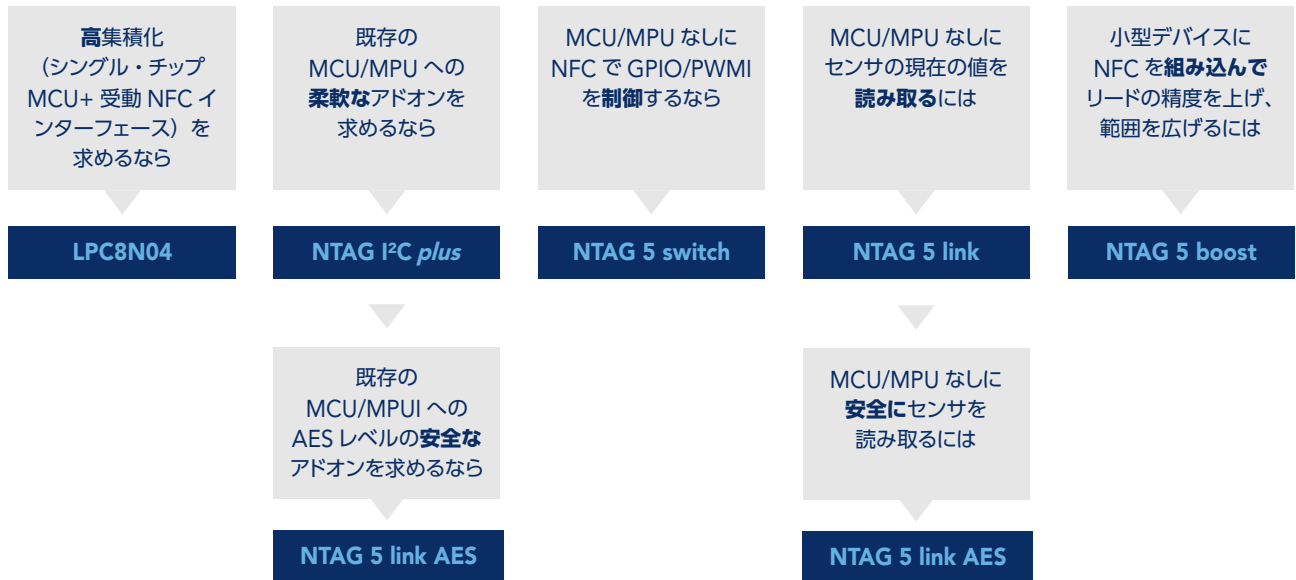 高集積化
（シングル・チップ
MCU+ 受動 NFC イ
ンターフェース）を
求めるなら
LPC8N04
既存の
MCU/MPU への
柔軟なアドオンを
求めるなら
NTAG I²C plus
既存の
MCU/MPUI への
AES レベルの安全な
アドオンを求めるなら
NTAG 5 link AES
MCU/MPU なしに
NFC で GPIO/PWMI
を制御するなら
NTAG 5 switch
MCU/MPU なしに
センサの現在の値を
読み取るには
NTAG 5 link
MCU/MPU なしに
安全にセンサを
読み取るには
NTAG 5 link AES
小型デバイスに
NFC を組み込んで
リードの精度を上げ、
範囲を広げるには
NTAG 5 boost